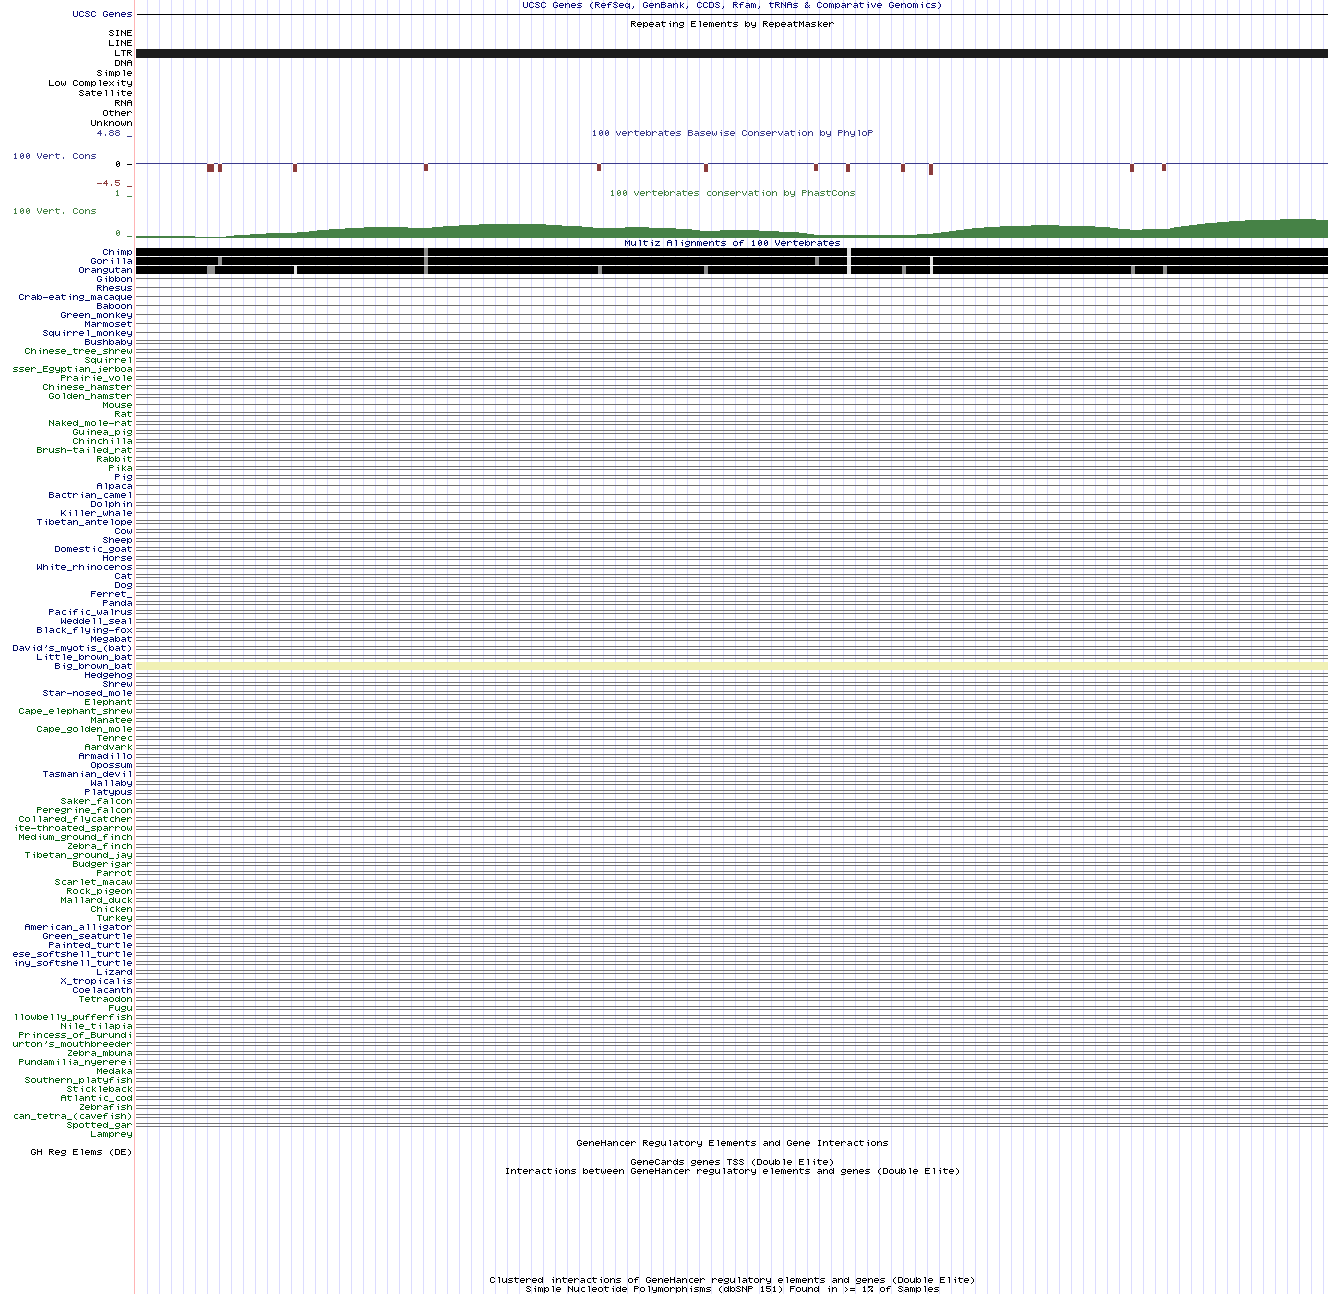 UCSC Genes (RefSeq, GenBank, CCDS, Rfam, tRNAs & Comparative Genomics)
UCSC Genes
Repeating Elements by RepeatMasker
SINE
LINE
LTR
DNA
Simple
Low Complexity
Satellite
RNA
Other
Unknown
4.88 _
100 vertebrates Basewise Conservation by PhyloP
100 Vert. Cons
0 _
-4.5 _
100 vertebrates conservation by PhastCons
1 _
100 Vert. Cons
0 _
Multiz Alignments of 100 Vertebrates
Chimp
Gorilla
Orangutan
Gibbon
Rhesus
Crab-eating_macaque
Baboon
Green_monkey
Marmoset
Squirrel_monkey
Bushbaby
Chinese_tree_shrew
Squirrel
sser_Egyptian_jerboa
Prairie_vole
Chinese_hamster
Golden_hamster
Mouse
Rat
Naked_mole-rat
Guinea_pig
Chinchilla
Brush-tailed_rat
Rabbit
Pika
Pig
Alpaca
Bactrian_camel
Dolphin
Killer_whale
Tibetan_antelope
Cow
Sheep
Domestic_goat
Horse
White_rhinoceros
Cat
Dog
Ferret_
Panda
Pacific_walrus
Weddell_seal
Black_flying-fox
Megabat
David's_myotis_(bat)
Little_brown_bat
Big_brown_bat
Hedgehog
Shrew
Star-nosed_mole
Elephant
Cape_elephant_shrew
Manatee
Cape_golden_mole
Tenrec
Aardvark
Armadillo
Opossum
Tasmanian_devil
Wallaby
Platypus
Saker_falcon
Peregrine_falcon
Collared_flycatcher
ite-throated_sparrow
Medium_ground_finch
Zebra_finch
Tibetan_ground_jay
Budgerigar
Parrot
Scarlet_macaw
Rock_pigeon
Mallard_duck
Chicken
Turkey
American_alligator
Green_seaturtle
Painted_turtle
ese_softshell_turtle
iny_softshell_turtle
Lizard
X_tropicalis
Coelacanth
Tetraodon
Fugu
llowbelly_pufferfish
Nile_tilapia
Princess_of_Burundi
urton's_mouthbreeder
Zebra_mbuna
Pundamilia_nyererei
Medaka
Southern_platyfish
Stickleback
Atlantic_cod
Zebrafish
can_tetra_(cavefish)
Spotted_gar
Lamprey
GeneHancer Regulatory Elements and Gene Interactions
GH Reg Elems (DE)
GeneCards genes TSS (Double Elite)
Interactions between GeneHancer regulatory elements and genes (Double Elite)
Clustered interactions of GeneHancer regulatory elements and genes (Double Elite)
Simple Nucleotide Polymorphisms (dbSNP 151) Found in >= 1% of Samples